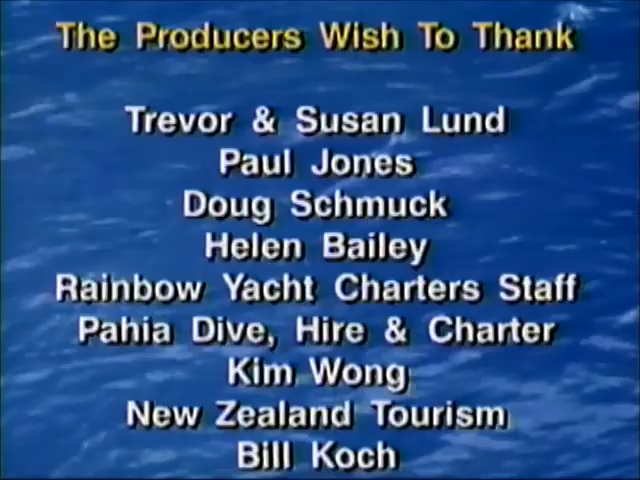 The Producers Wish To Thank
Trevor & Susan Lund
Paul Jones
Doug Schmuck
Helen Bailey
Rainbow Yacht Charters Staff
Pahia Dive, Hire & Charter
Kim Wong
New Zealand Tourism
Bill Koch